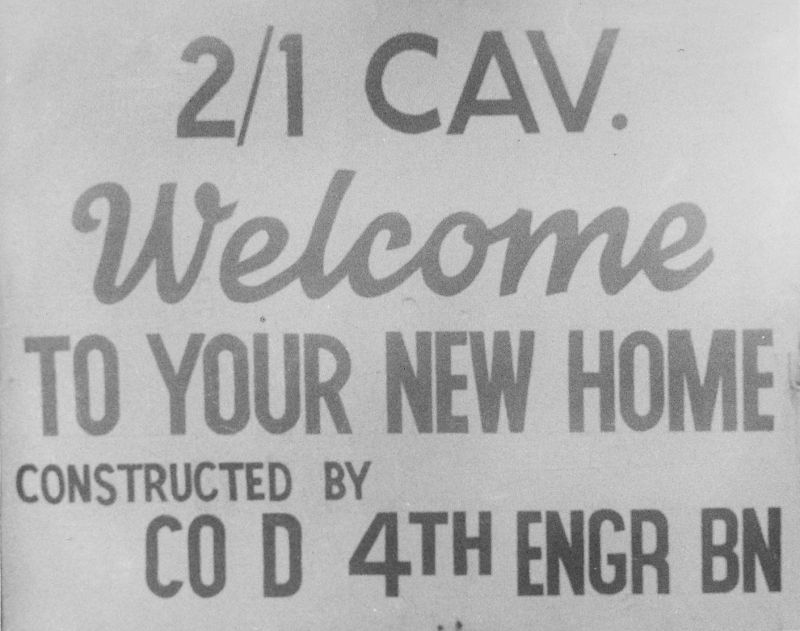 2/1 CAV.
Welcome
TO YOUR NEW HOME
CONSTRUCTED BY
CO D 4TH ENGR BN